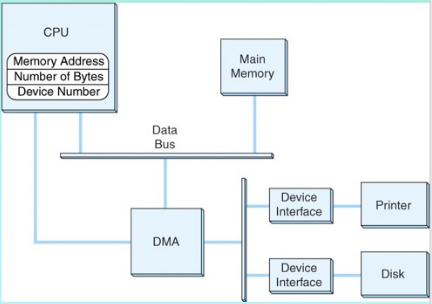 CPU
Memory Address
Number of Bytes
Device Number
Main
Memory
Data
Bus
DMA
Device
Interface
Printer
Device
Interface
Disk